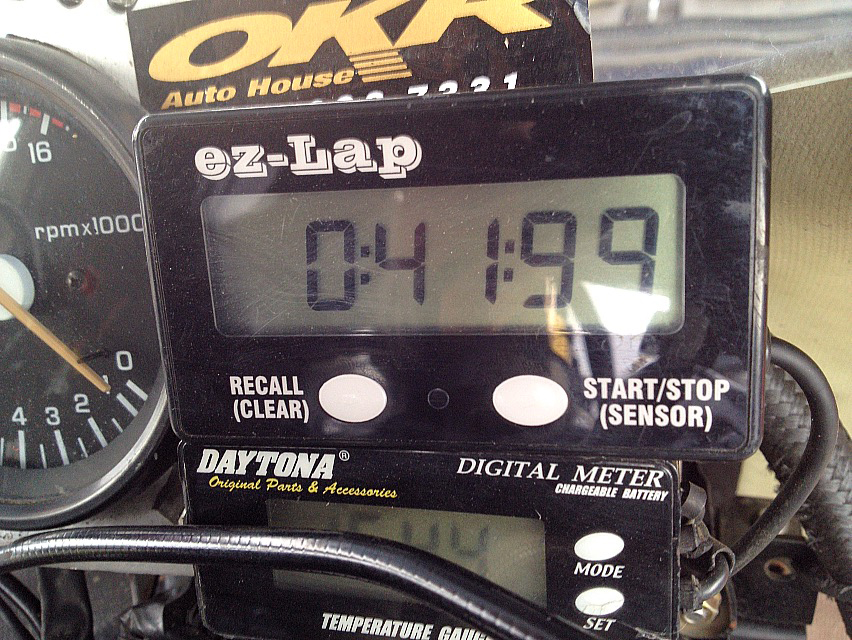 OKR
Auto House
7331
16
rpmx1000
0
2
3
4
ez-Lap
0:41:99
RECALL
(CLEAR)
START/STOP
(SENSOR)
DAYTONA®
Original Parts & Accessories
DIGITAL METER
CHARGEABLE BATTERY
MODE
SET
TEMPERATURE